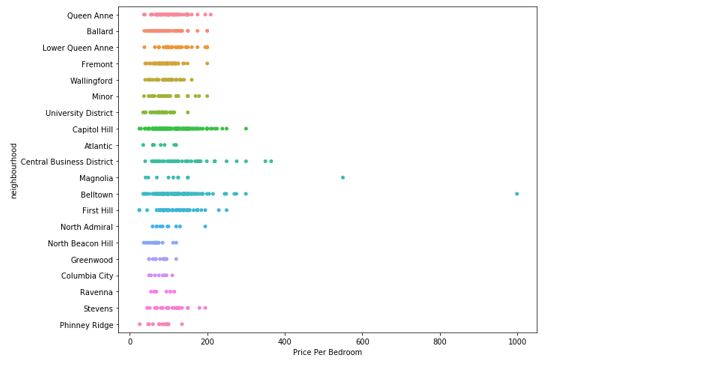 Queen Anne
Ballard
Lower Queen Anne
Fremont
Wallingford
Minor
University District
Capitol Hill
Atlantic
Central Business District
Magnolia
Belltown
First Hill
North Admiral
North Beacon Hill
Greenwood
Columbia City
Ravenna
Stevens
Phinney Ridge
neighbourhood
0 200 400 600 800 1000
Price Per Bedroom